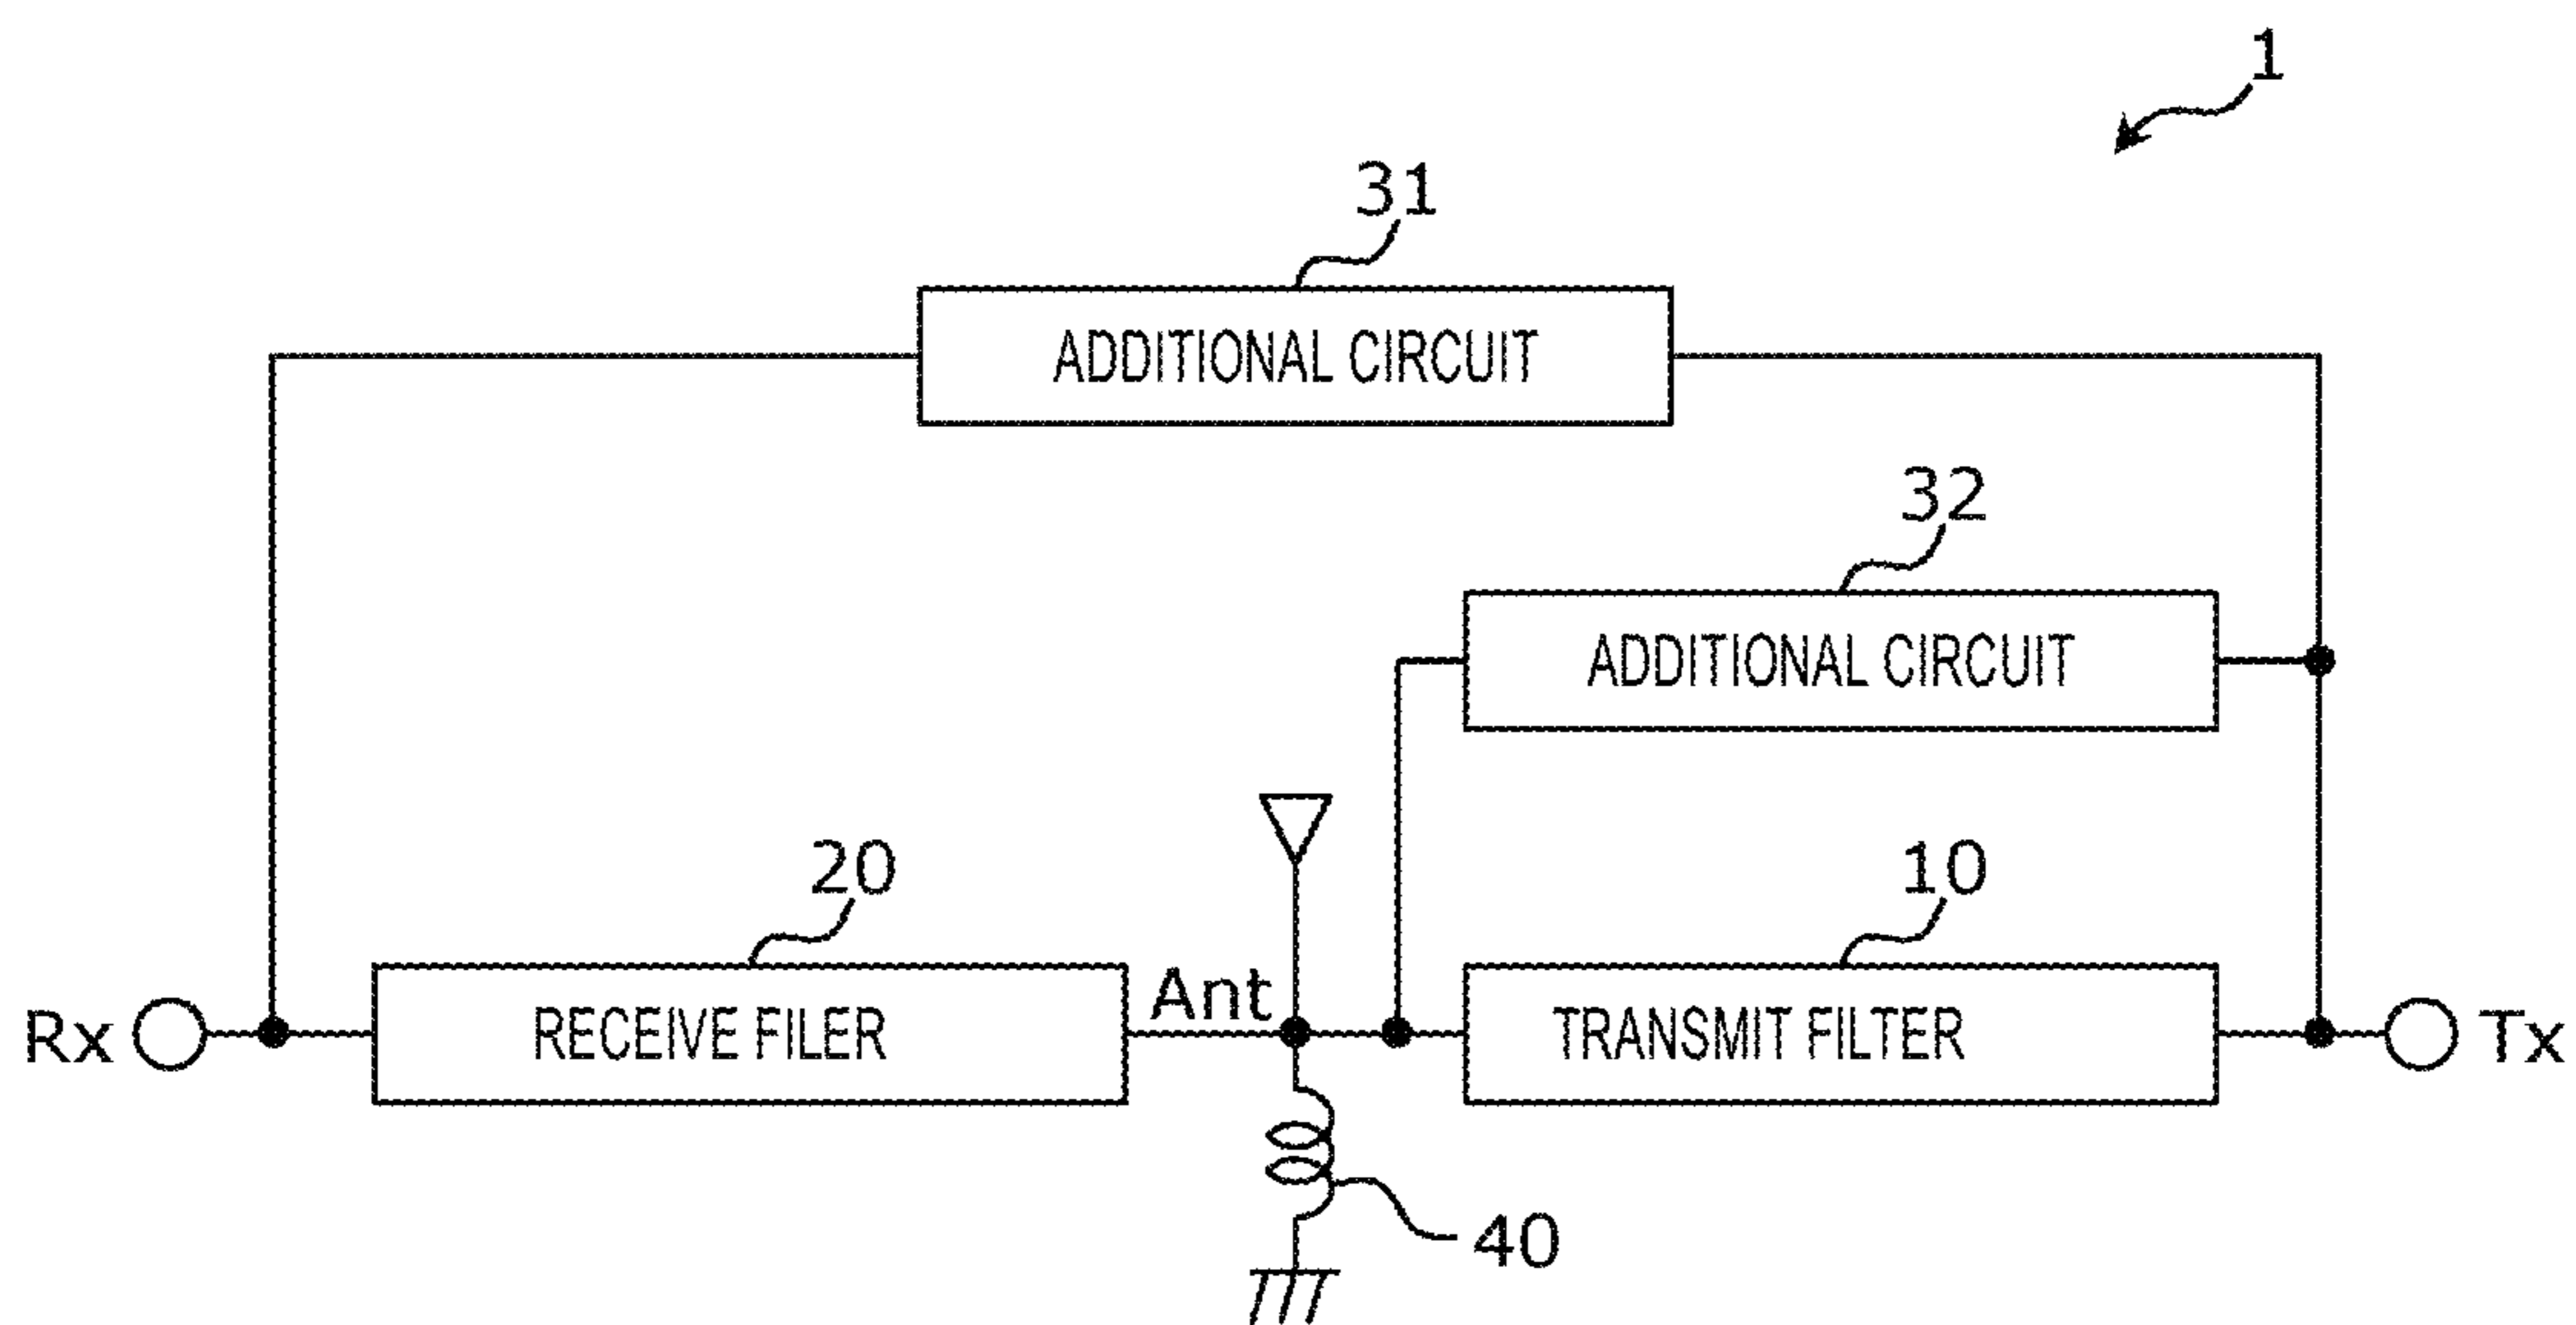 1
31
ADDITIONAL CIRCUIT
32
ADDITIONAL CIRCUIT
20
10
Ant
Rx
RECEIVE FILER
TRANSMIT FILTER
Tx
40